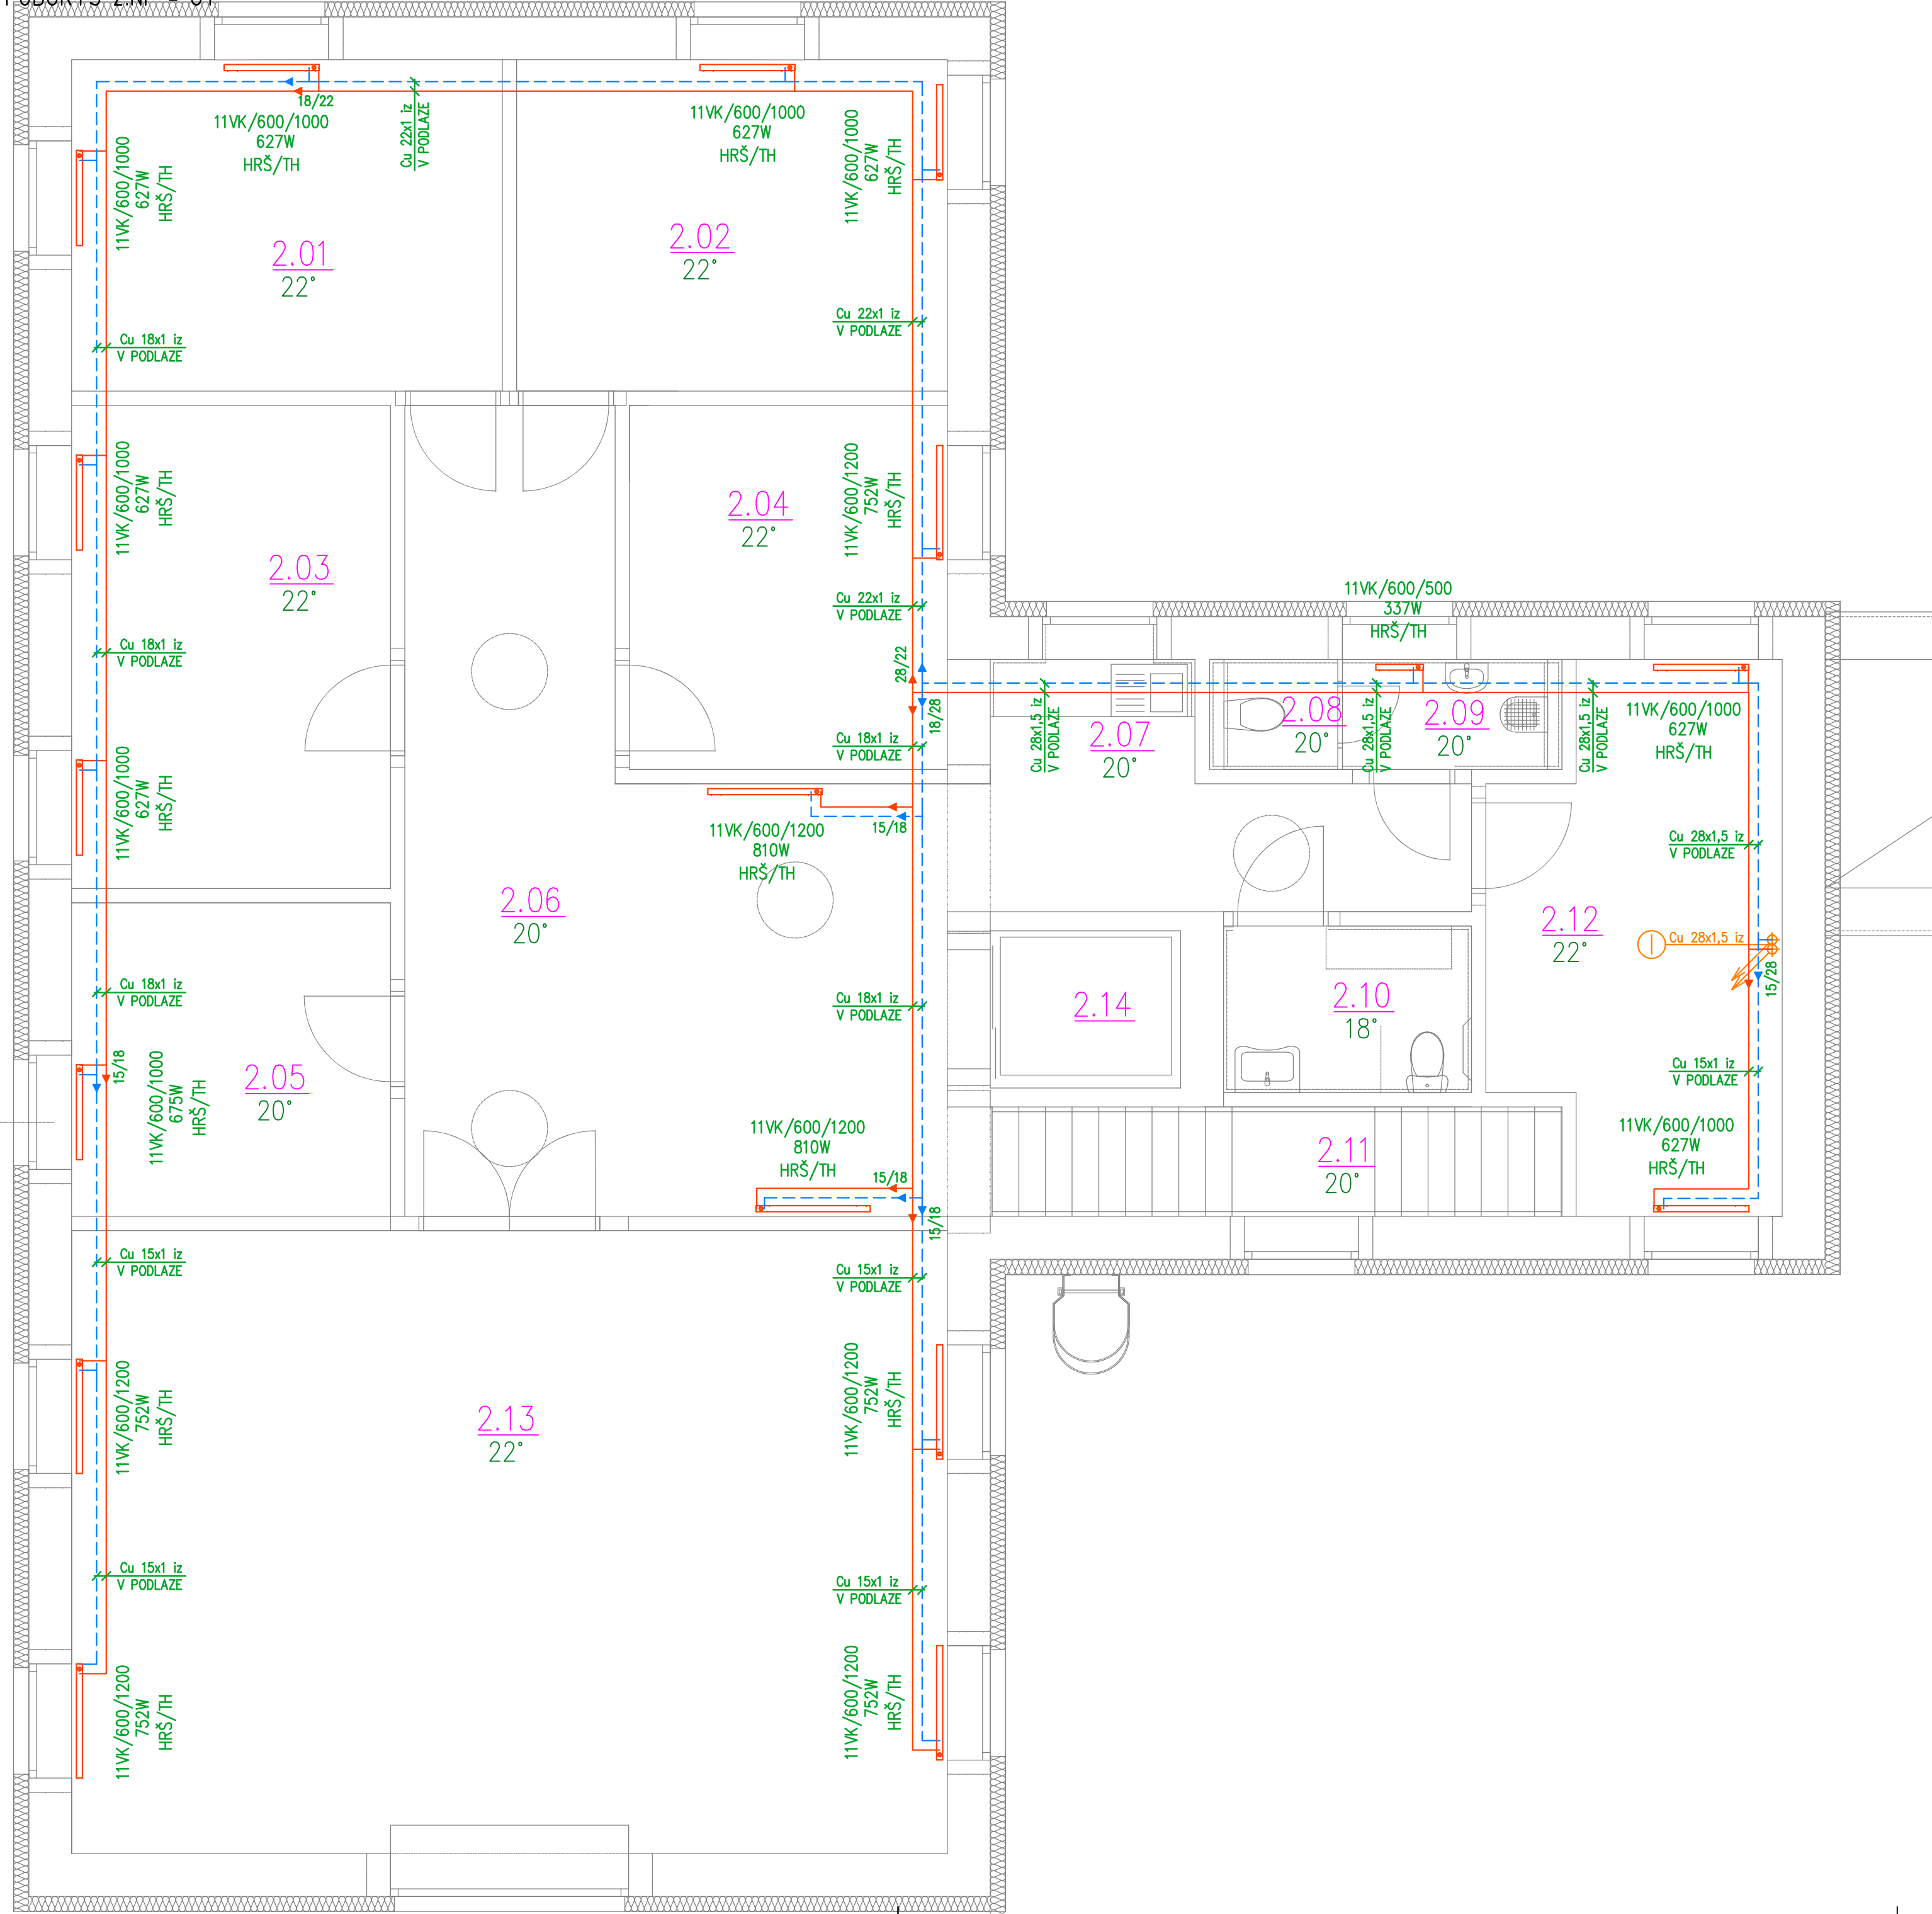 18/22
11VK/600/1000
627W
HRŠ/TH
Cu 22x1 iz
V PODLAZE
11VK/600/1000
627W
HRŠ/TH
11VK/600/1000
627W
HRŠ/TH
11VK/600/1000
627W
HRŠ/TH
2.01
22°
2.02
22°
Cu 18x1 iz
V PODLAZE
Cu 22x1 iz
V PODLAZE
11VK/600/1000
627W
HRŠ/TH
2.03
22°
2.04
22°
11VK/600/1200
752W
HRŠ/TH
Cu 22x1 iz
V PODLAZE
Cu 18x1 iz
V PODLAZE
28/22
18/28
Cu 18x1 iz
V PODLAZE
11VK/600/500
337W
HRŠ/TH
Cu 28x1,5 iz
V PODLAZE
2.07
20°
2.08
20°
Cu 28x1,5 iz
V PODLAZE
2.09
20°
Cu 28x1,5 iz
V PODLAZE
11VK/600/1000
627W
HRŠ/TH
11VK/600/1000
627W
HRŠ/TH
11VK/600/1200
810W
HRŠ/TH
15/18
Cu 28x1,5 iz
V PODLAZE
2.06
20°
2.12
22°
Cu 28x1,5 iz
15/28
Cu 18x1 iz
V PODLAZE
Cu 18x1 iz
V PODLAZE
2.14
2.10
18°
15/18
11VK/600/1000
675W
HRŠ/TH
2.05
20°
Cu 15x1 iz
V PODLAZE
11VK/600/1200
810W
HRŠ/TH
15/18
15/18
2.11
20°
11VK/600/1000
627W
HRŠ/TH
Cu 15x1 iz
V PODLAZE
Cu 15x1 iz
V PODLAZE
11VK/600/1200
752W
HRŠ/TH
2.13
22°
11VK/600/1200
752W
HRŠ/TH
Cu 15x1 iz
V PODLAZE
Cu 15x1 iz
V PODLAZE
11VK/600/1200
752W
HRŠ/TH
11VK/600/1200
752W
HRŠ/TH